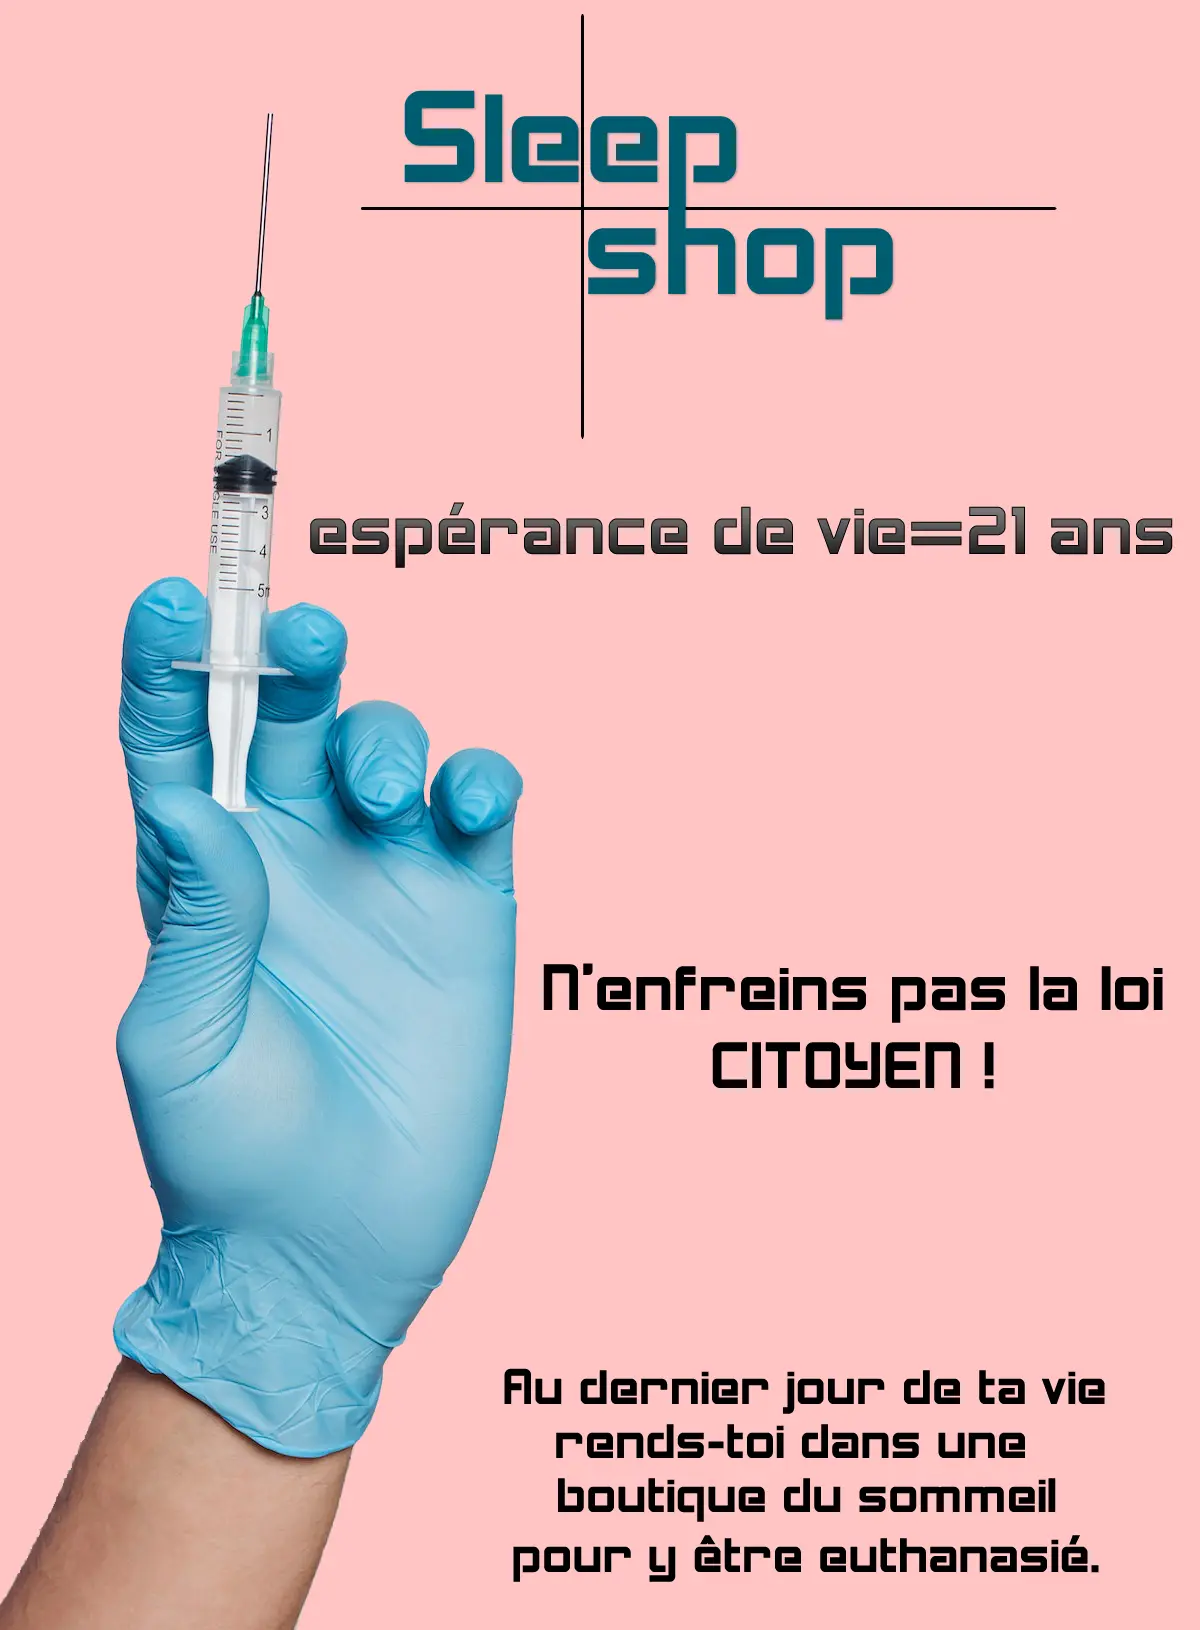 Sleep
shop
espérance de vie=21 ans
1
3
4
5m
FOR SINGLE USE
N'enfreins pas la loi
CITOYEN !
Au dernier jour de ta vie
rends-toi dans une
boutique du sommeil
pour y être euthanasié.